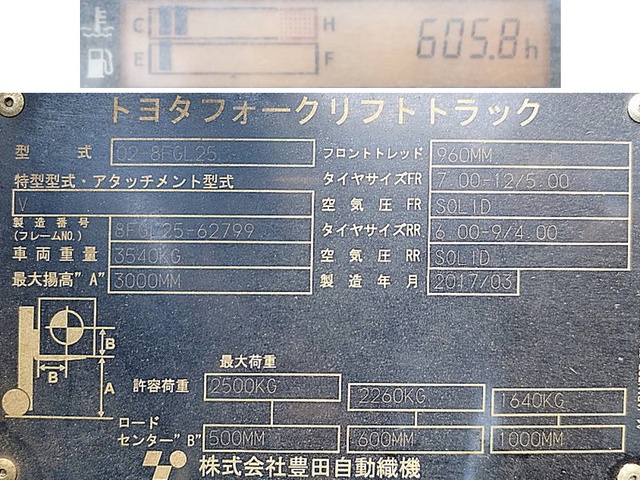 C H 605.8h
E F
トヨタフォークリフトトラック
型式 02-8FGL25 フロントトレッド 960MM
特型型式・アタッチメント型式 タイヤサイズFR 7.00-12/5.00
V 空気圧FR SOLID
製造番号(フレームNO.) 8FGL25-62799 タイヤサイズRR 6.00-9/4.00
車両重量 3540KG 空気圧RR SOLID
最大揚高"A" 3000MM 製造年月 2017/03
B
B A
最大荷重
許容荷重 2500KG 2260KG 1640KG
ロードセンター"B" 500MM 600MM 1000MM
株式会社豊田自動織機